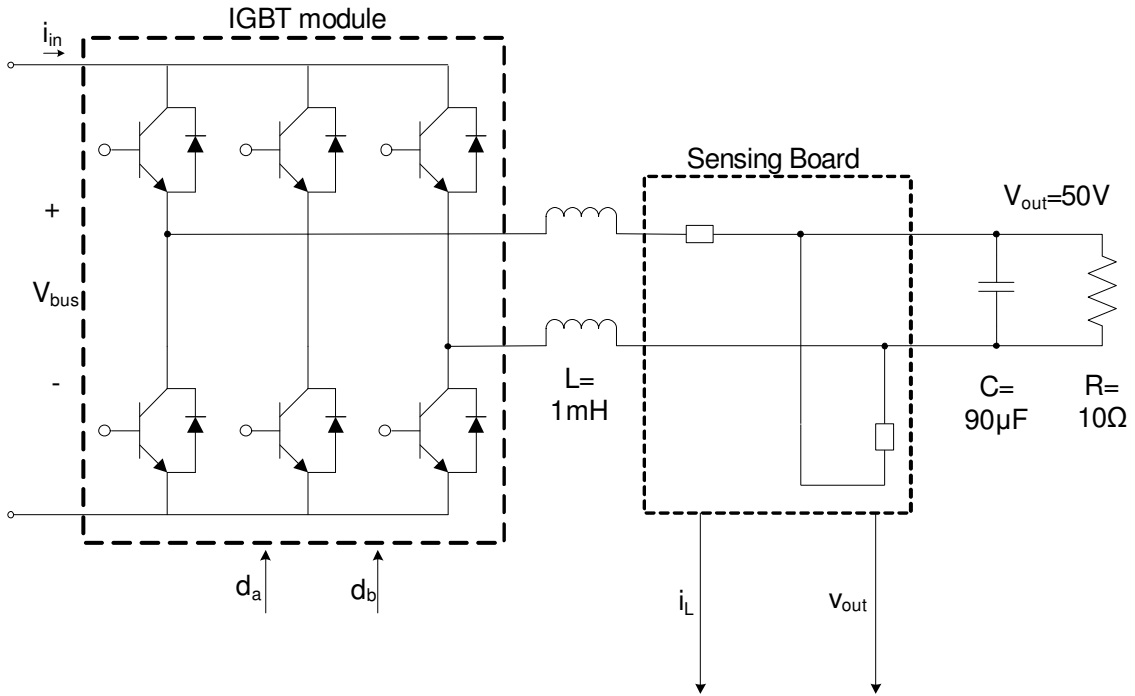 IGBT module
i_in
Sensing Board
V_out=50V
+
V_bus
-
L=
1mH
C=
90μF
R=
10Ω
d_a
d_b
i_L
v_out